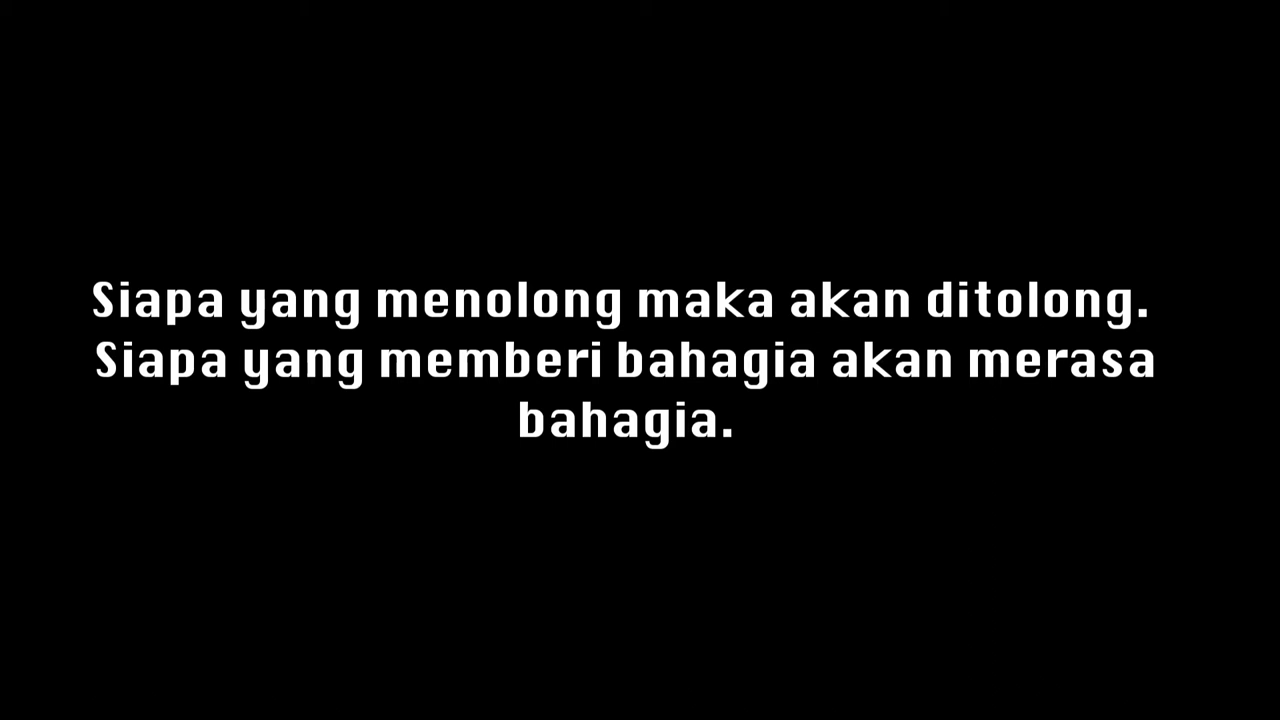 Siapa yang menolong maka akan ditolong.
Siapa yang memberi bahagia akan merasa
bahagia.